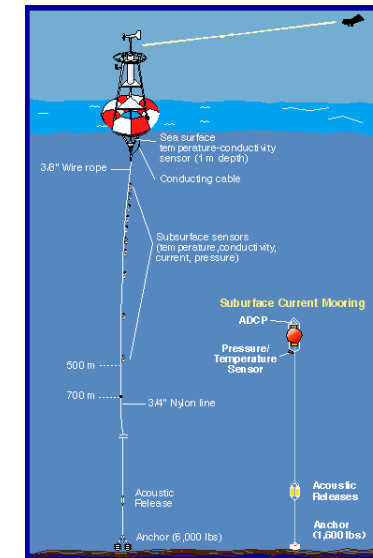 Sea surface
temperature-conductivity
sensor (1 m depth)
3/8" Wire rope
Conducting cable
Subsurface sensors
(temperature,conductivity,
current, pressure)
Suburface Current Mooring
ADCP
Pressure/
Temperature
Sensor
500 m
700 m
3/4" Nylon line
Acoustic
Release
Acoustic
Releases
Anchor (6,000 lbs)
Anchor
(1,600 lbs)